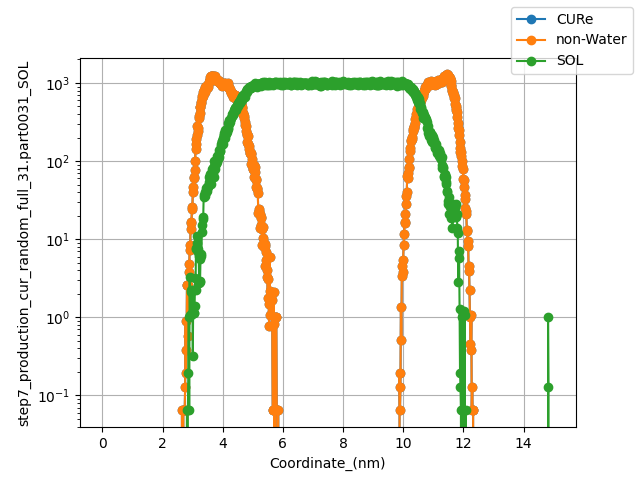 CURe
non-Water
SOL
step7_production_cur_random_full_31.part0031_SOL
10³
10²
10¹
10⁰
10⁻¹
0 2 4 6 8 10 12 14
Coordinate_(nm)